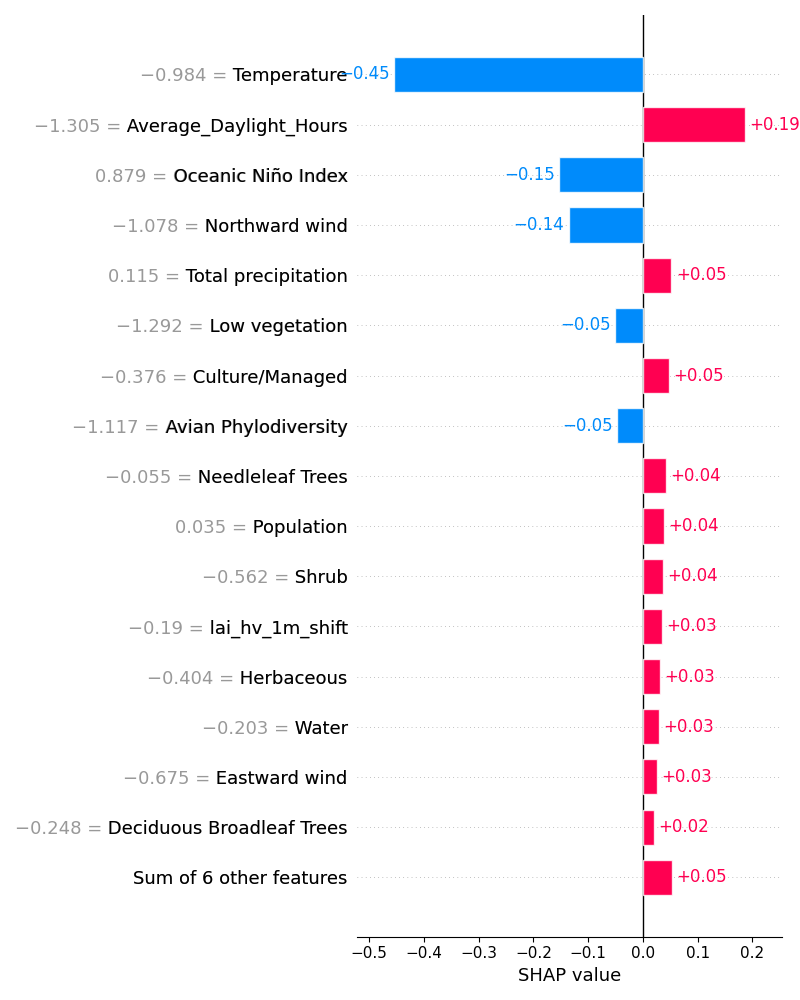 −0.984 = Temperature −0.45
−1.305 = Average_Daylight_Hours +0.19
0.879 = Oceanic Niño Index −0.15
−1.078 = Northward wind −0.14
0.115 = Total precipitation +0.05
−1.292 = Low vegetation −0.05
−0.376 = Culture/Managed +0.05
−1.117 = Avian Phylodiversity −0.05
−0.055 = Needleleaf Trees +0.04
0.035 = Population +0.04
−0.562 = Shrub +0.04
−0.19 = lai_hv_1m_shift +0.03
−0.404 = Herbaceous +0.03
−0.203 = Water +0.03
−0.675 = Eastward wind +0.03
−0.248 = Deciduous Broadleaf Trees +0.02
Sum of 6 other features +0.05
−0.5 −0.4 −0.3 −0.2 −0.1 0.0 0.1 0.2
SHAP value